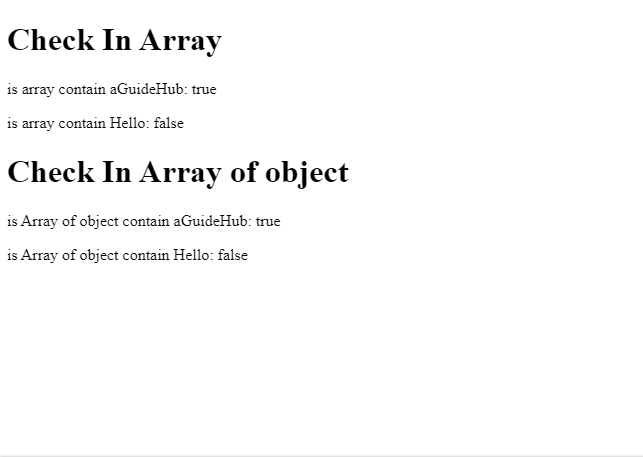 Check In Array
is array contain aGuideHub: true
is array contain Hello: false
Check In Array of object
is Array of object contain aGuideHub: true
is Array of object contain Hello: false